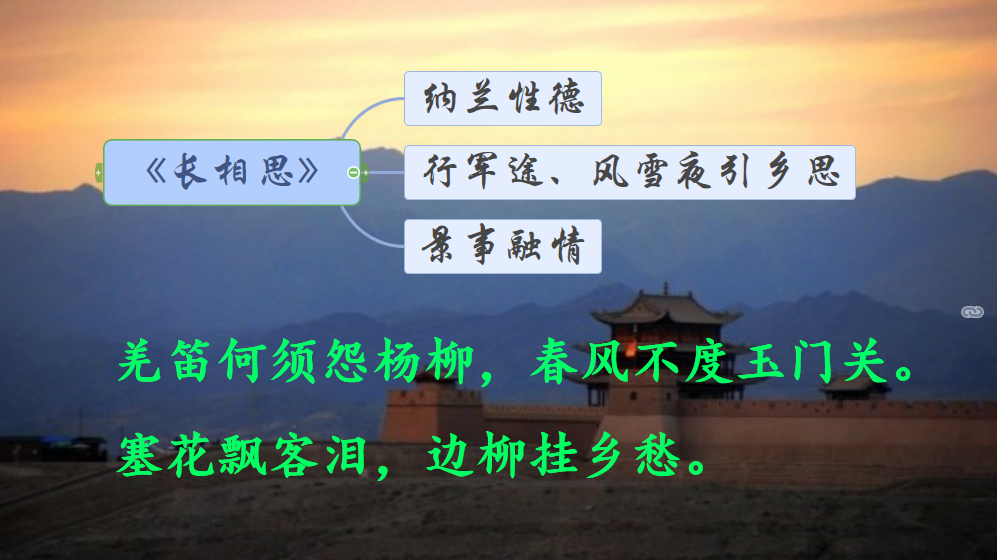 纳兰性德
《长相思》
行军途、风雪夜引乡思
景事融情
羌笛何须怨杨柳，春风不度玉门关。
塞花飘客泪，边柳挂乡愁。